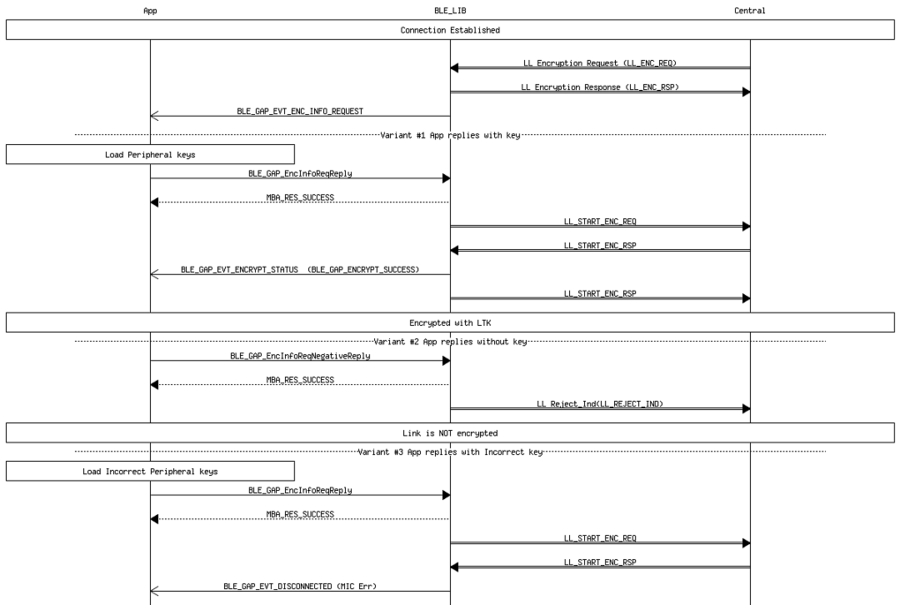 App BLE_LIB Central
Connection Established
LL Encryption Request (LL_ENC_REQ)
LL Encryption Response (LL_ENC_RSP)
BLE_GAP_EVT_ENC_INFO_REQUEST
Variant #1 App replies with key
Load Peripheral keys
BLE_GAP_EncInfoReqReply
MBA_RES_SUCCESS
LL_START_ENC_REQ
LL_START_ENC_RSP
BLE_GAP_EVT_ENCRYPT_STATUS (BLE_GAP_ENCRYPT_SUCCESS)
LL_START_ENC_RSP
Encrypted with LTK
Variant #2 App replies without key
BLE_GAP_EncInfoReqNegativeReply
MBA_RES_SUCCESS
LL Reject_Ind(LL_REJECT_IND)
Link is NOT encrypted
Variant #3 App replies with Incorrect key
Load Incorrect Peripheral keys
BLE_GAP_EncInfoReqReply
MBA_RES_SUCCESS
LL_START_ENC_REQ
LL_START_ENC_RSP
BLE_GAP_EVT_DISCONNECTED (MIC Err)